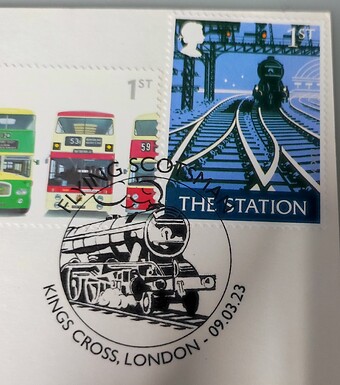 1ST
1ST
53
59
THE STATION
FLYING SCOTSMAN
KINGS CROSS, LONDON - 09.03.23